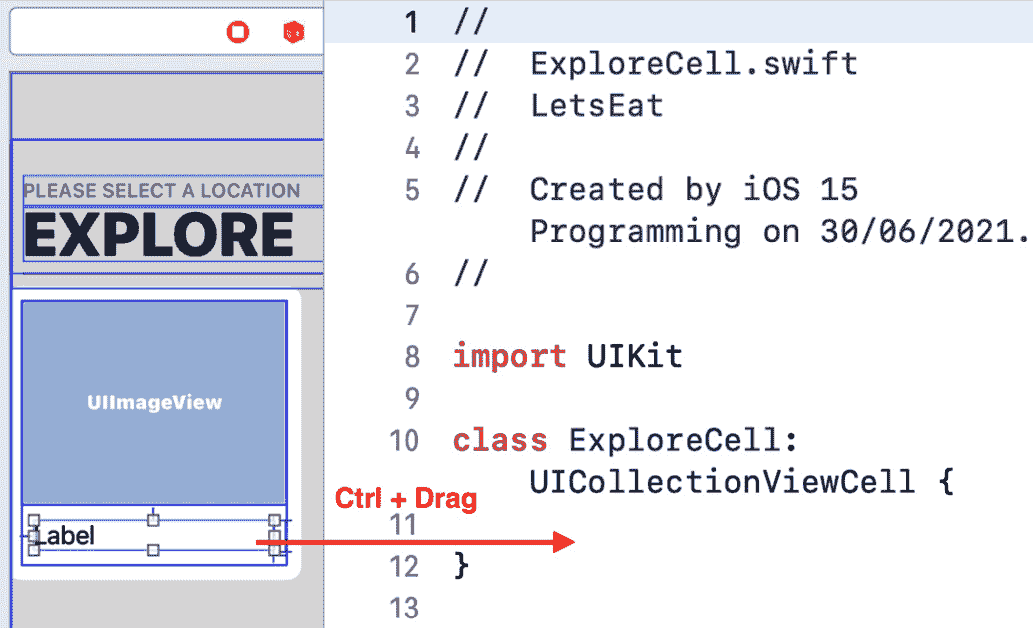 PLEASE SELECT A LOCATION
EXPLORE
UIImageView
Label
Ctrl + Drag
1 //
2 // ExploreCell.swift
3 // LetsEat
4 //
5 // Created by iOS 15
Programming on 30/06/2021.
6 //
7
8 import UIKit
9
10 class ExploreCell:
UICollectionViewCell {
11
12 }
13